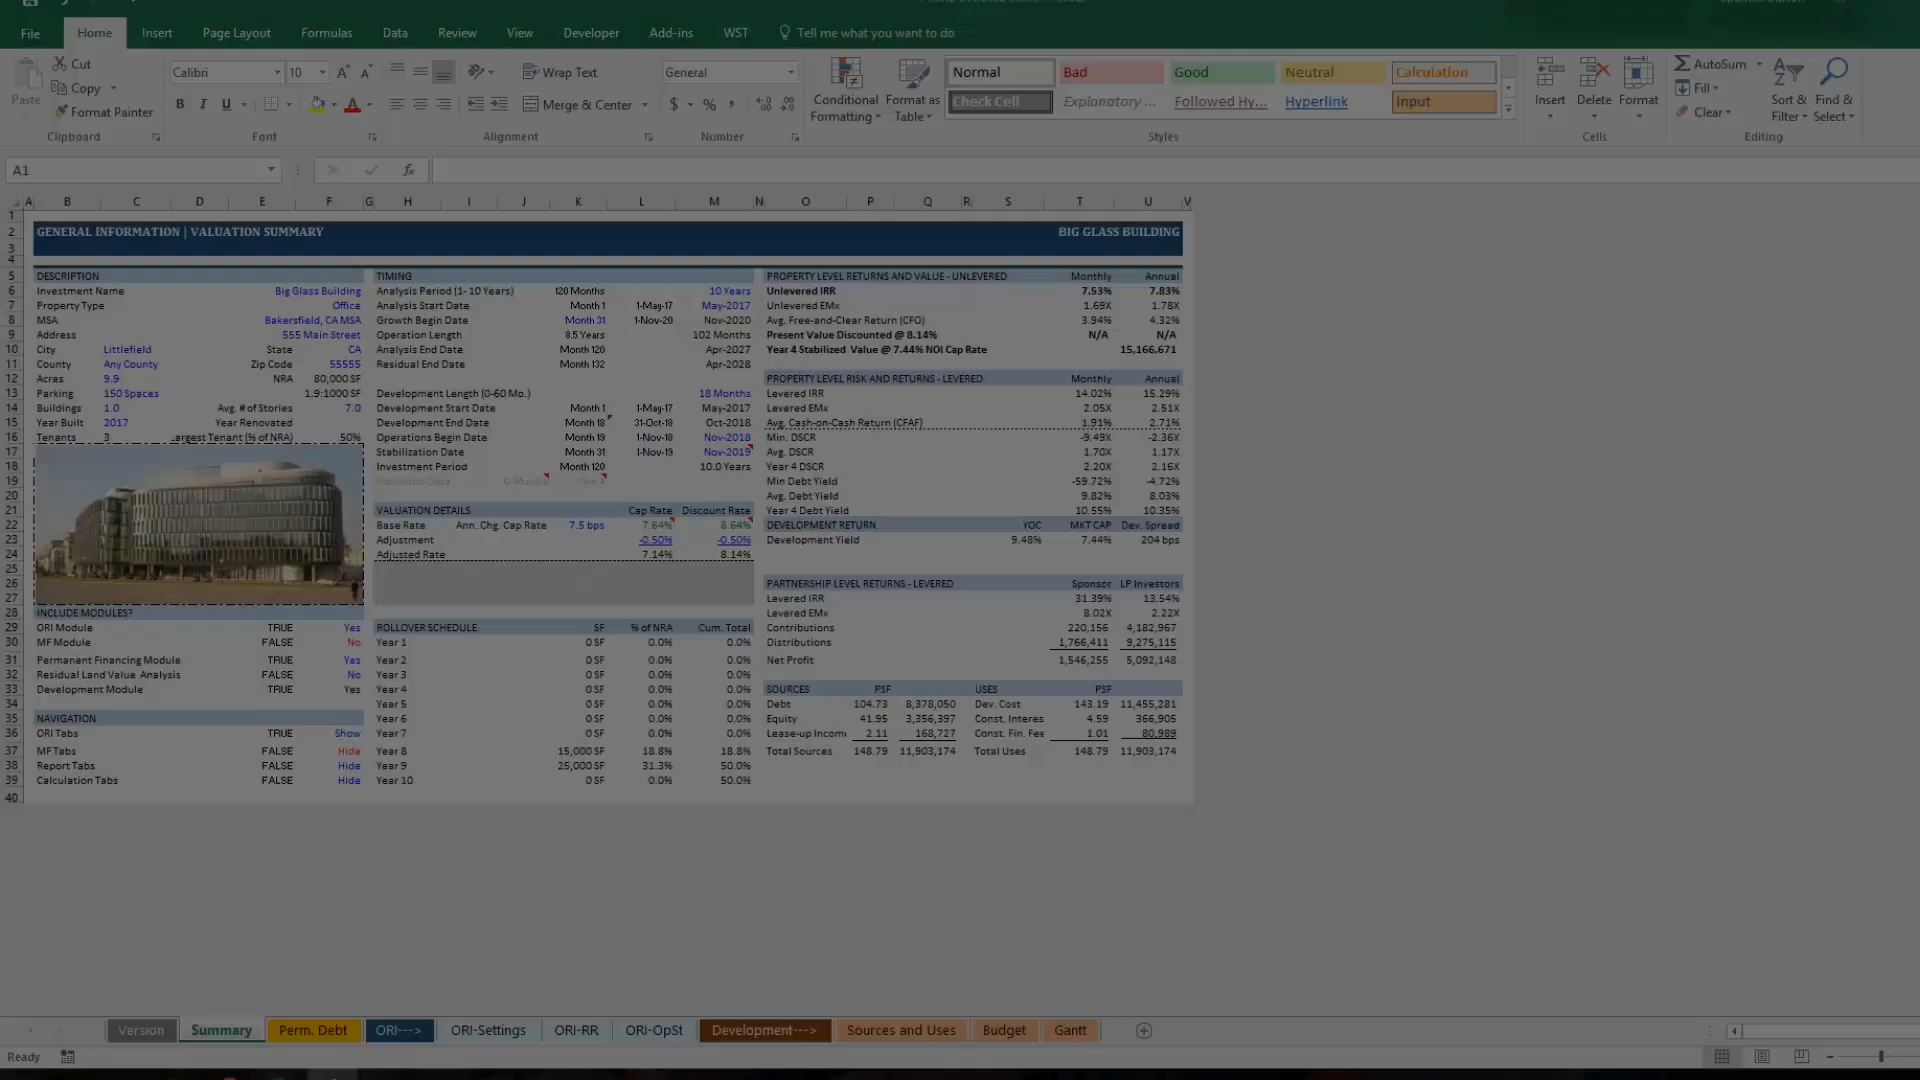 File Home Insert Page Layout Formulas Data Review View Developer Add-ins WST Tell me what you want to do
Paste Cut Copy Format Painter Clipboard
Calibri 10 B I U Font
Wrap Text Merge & Center Alignment
General $ % Number
Conditional Formatting Format as Table
Normal Bad Good Neutral Calculation
Check Cell Explanatory ... Followed Hy... Hyperlink Input
Styles
Insert Delete Format Cells
AutoSum Fill Clear Sort & Filter Find & Select Editing
A1 fx
A B C D E F G H I J K L M N O P Q R S T U V
GENERAL INFORMATION | VALUATION SUMMARY BIG GLASS BUILDING
DESCRIPTION
Investment Name Big Glass Building
Property Type Office
MSA Bakersfield, CA MSA
Address 555 Main Street
City Littlefield State CA
County Any County Zip Code 55555
Acres 9.9 NRA 80,000 SF
Parking 150 Spaces 1.9:1000 SF
Buildings 1.0 Avg. # of Stories 7.0
Year Built 2017 Year Renovated
Tenants 3 argest Tenant (% of NRA) 50%
INCLUDE MODULES?
ORI Module TRUE Yes
MF Module FALSE No
Permanent Financing Module TRUE Yes
Residual Land Value Analysis FALSE No
Development Module TRUE Yes
NAVIGATION
ORI Tabs TRUE Show
MF Tabs FALSE Hide
Report Tabs FALSE Hide
Calculation Tabs FALSE Hide
TIMING
Analysis Period (1- 10 Years) 120 Months 10 Years
Analysis Start Date Month 1 1-May-17 May-2017
Growth Begin Date Month 31 1-Nov-20 Nov-2020
Operation Length 8.5 Years 102 Months
Analysis End Date Month 120 Apr-2027
Residual End Date Month 132 Apr-2028
Development Length (0-60 Mo.) 18 Months
Development Start Date Month 1 1-May-17 May-2017
Development End Date Month 18 31-Oct-18 Oct-2018
Operations Begin Date Month 19 1-Nov-18 Nov-2018
Stabilization Date Month 31 1-Nov-19 Nov-2019
Investment Period Month 120 10.0 Years
VALUATION DETAILS Cap Rate Discount Rate
Base Rate Ann. Chg. Cap Rate 7.5 bps 7.64% 8.64%
Adjustment -0.50% -0.50%
Adjusted Rate 7.14% 8.14%
ROLLOVER SCHEDULE SF % of NRA Cum. Total
Year 1 0 SF 0.0% 0.0%
Year 2 0 SF 0.0% 0.0%
Year 3 0 SF 0.0% 0.0%
Year 4 0 SF 0.0% 0.0%
Year 5 0 SF 0.0% 0.0%
Year 6 0 SF 0.0% 0.0%
Year 7 0 SF 0.0% 0.0%
Year 8 15,000 SF 18.8% 18.8%
Year 9 25,000 SF 31.3% 50.0%
Year 10 0 SF 0.0% 50.0%
PROPERTY LEVEL RETURNS AND VALUE - UNLEVERED Monthly Annual
Unlevered IRR 7.53% 7.83%
Unlevered EMx 1.69X 1.78X
Avg. Free-and-Clear Return (CFO) 3.94% 4.32%
Present Value Discounted @ 8.14% N/A N/A
Year 4 Stabilized Value @ 7.44% NOI Cap Rate 15,166,671
PROPERTY LEVEL RISK AND RETURNS - LEVERED Monthly Annual
Levered IRR 14.02% 15.29%
Levered EMx 2.05X 2.51X
Avg. Cash-on-Cash Return (CFAF) 1.91% 2.71%
Min. DSCR -9.49X -2.36X
Avg. DSCR 1.70X 1.17X
Year 4 DSCR 2.20X 2.16X
Min Debt Yield -59.72% -4.72%
Avg. Debt Yield 9.82% 8.03%
Year 4 Debt Yield 10.55% 10.35%
DEVELOPMENT RETURN YOC MKT CAP Dev. Spread
Development Yield 9.48% 7.44% 204 bps
PARTNERSHIP LEVEL RETURNS - LEVERED Sponsor LP Investors
Levered IRR 31.39% 13.54%
Levered EMx 8.02X 2.22X
Contributions 220,156 4,182,967
Distributions 1,766,411 9,275,115
Net Profit 1,546,255 5,092,148
SOURCES PSF USES PSF
Debt 104.73 8,378,050 Dev. Cost 143.19 11,455,281
Equity 41.95 3,356,397 Const. Interes 4.59 366,905
Lease-up Incom 2.11 168,727 Const. Fin. Fee 1.01 80,989
Total Sources 148.79 11,903,174 Total Uses 148.79 11,903,174
Version Summary Perm. Debt ORI---> ORI-Settings ORI-RR ORI-OpSt Development---> Sources and Uses Budget Gantt
Ready